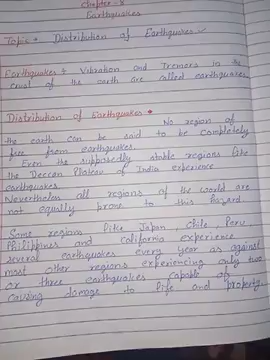 Chapter - X
Earthquakes
Topic : Distribution of Earthquakes
Earthquakes : Vibration and Tremors in the
crust of the earth are called earthquakes.
Distribution of Earthquakes
No region of
the earth can be said to be completely
free from earthquakes.
Even the supposedly stable regions like
the Deccan Plateau of India experience
earthquakes.
Nevertheless all regions of the world are
not equally prone to this hazard.
Some regions like Japan, Chile, Peru
Philippines and California experience
several earthquakes every year as against
most other regions experiencing only two
or three earthquakes capable of
causing damage to life and property.